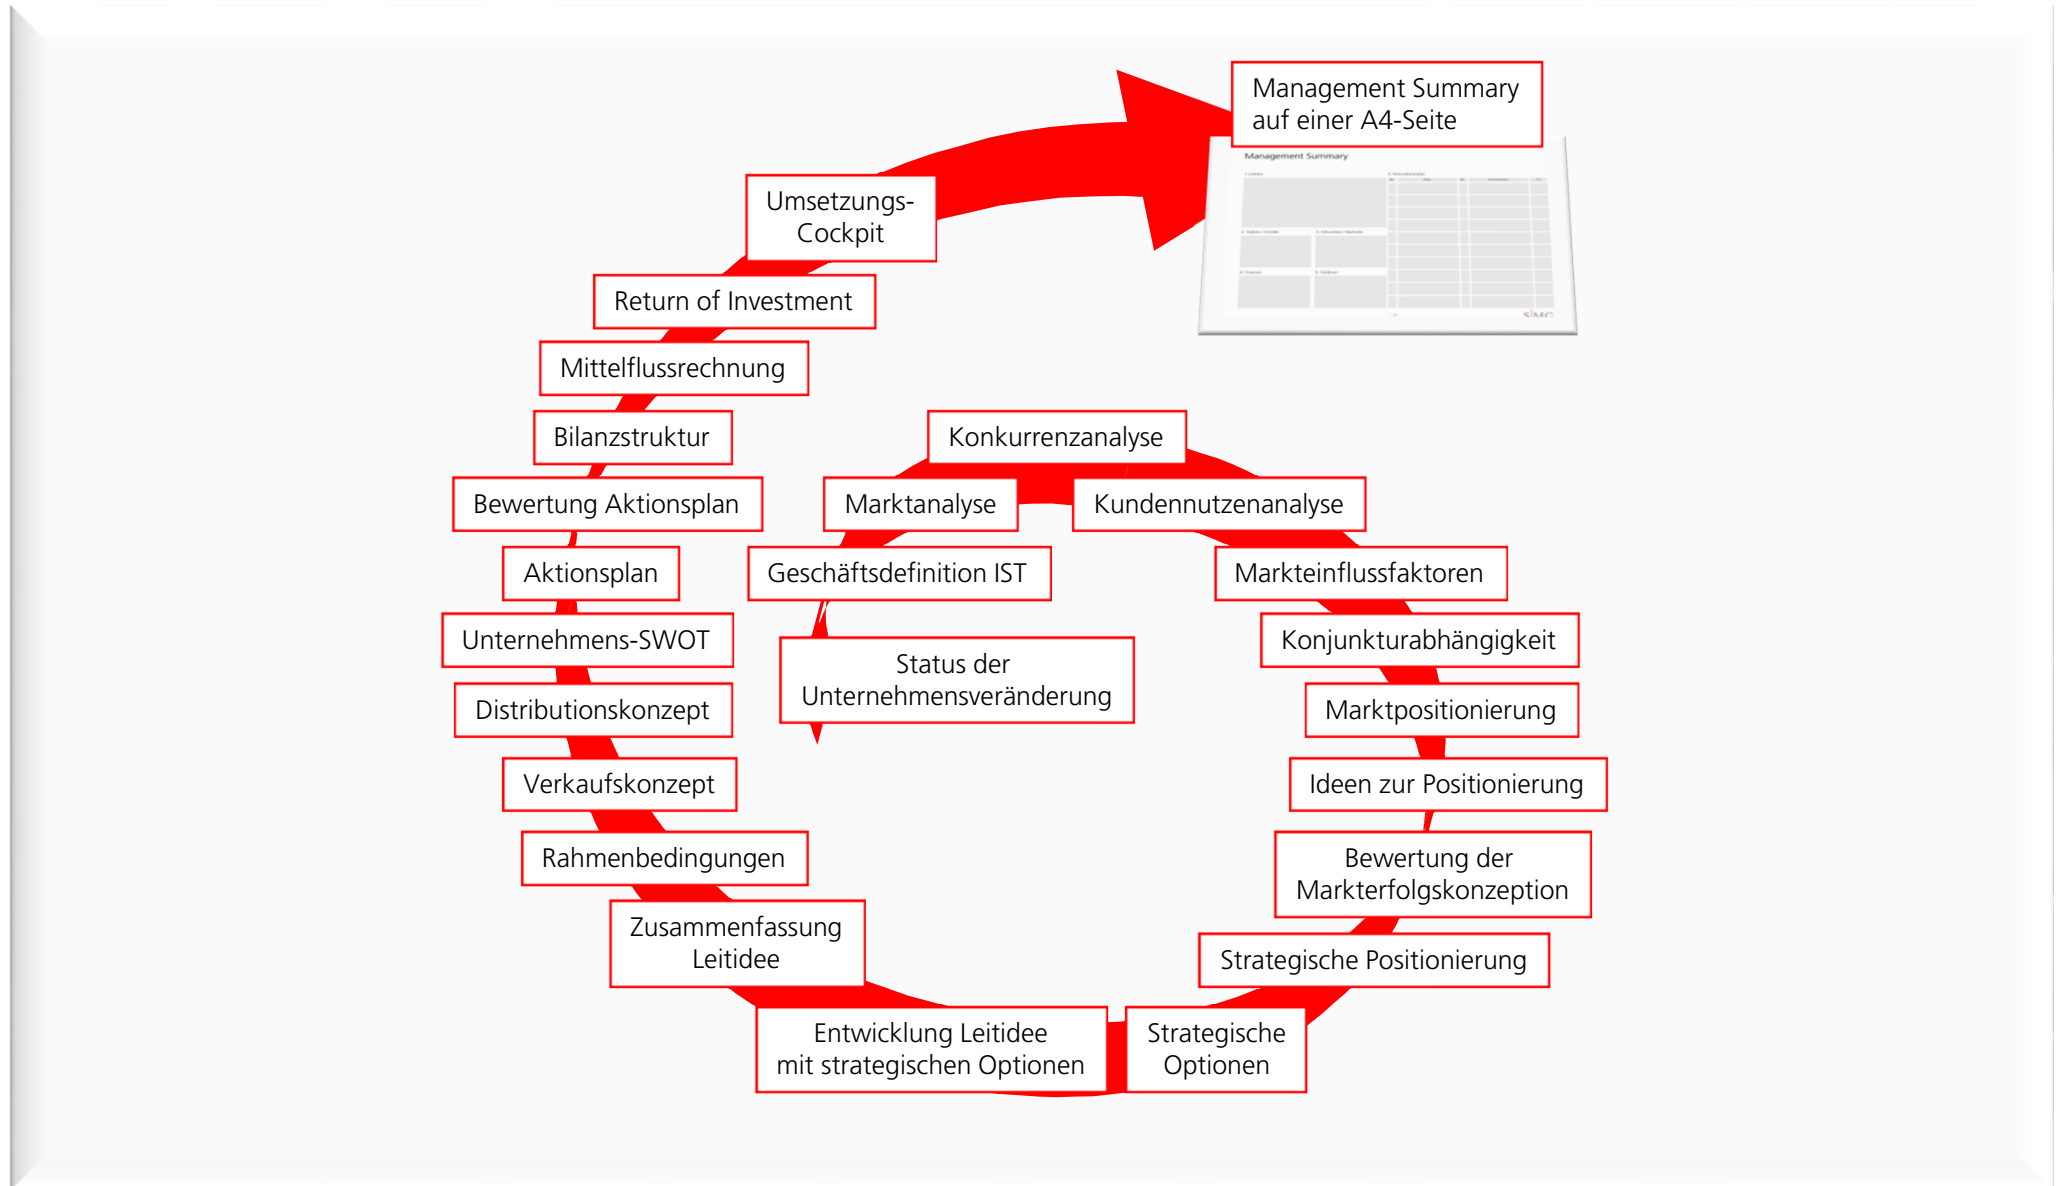 Management Summary
auf einer A4-Seite
Management Summary
Umsetzungs-
Cockpit
Return of Investment
Mittelflussrechnung
Bilanzstruktur
Bewertung Aktionsplan
Aktionsplan
Unternehmens-SWOT
Distributionskonzept
Verkaufskonzept
Rahmenbedingungen
Zusammenfassung
Leitidee
Entwicklung Leitidee
mit strategischen Optionen
Strategische
Optionen
Strategische Positionierung
Bewertung der
Markterfolgskonzeption
Ideen zur Positionierung
Marktpositionierung
Konjunkturabhängigkeit
Markteinflussfaktoren
Kundennutzenanalyse
Konkurrenzanalyse
Marktanalyse
Geschäftsdefinition IST
Status der
Unternehmensveränderung